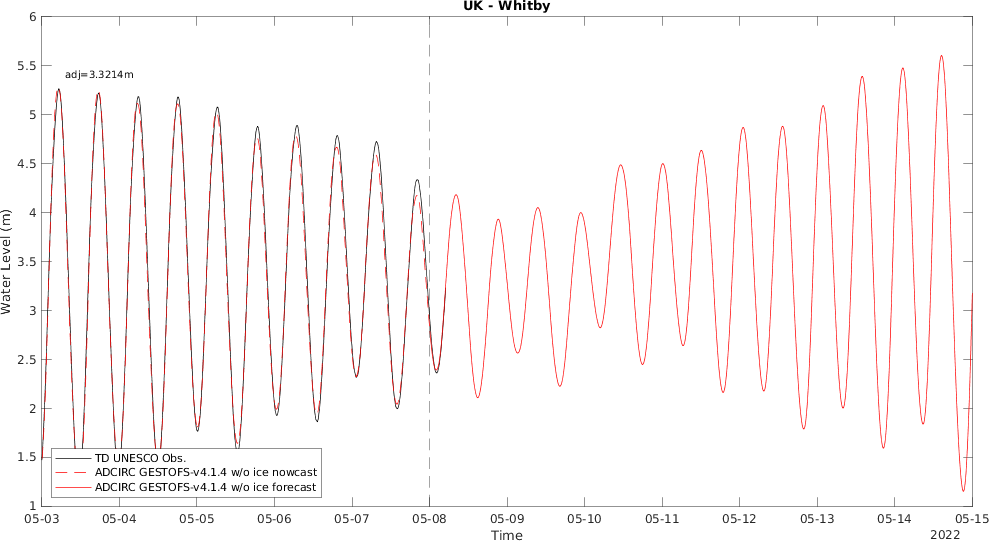 UK - Whitby
adj=3.3214m
6
5.5
5
4.5
4
3.5
3
2.5
2
1.5
1
Water Level (m)
TD UNESCO Obs.
ADCIRC GESTOFS-v4.1.4 w/o ice nowcast
ADCIRC GESTOFS-v4.1.4 w/o ice forecast
05-03 05-04 05-05 05-06 05-07 05-08 05-09 05-10 05-11 05-12 05-13 05-14 05-15
Time
2022